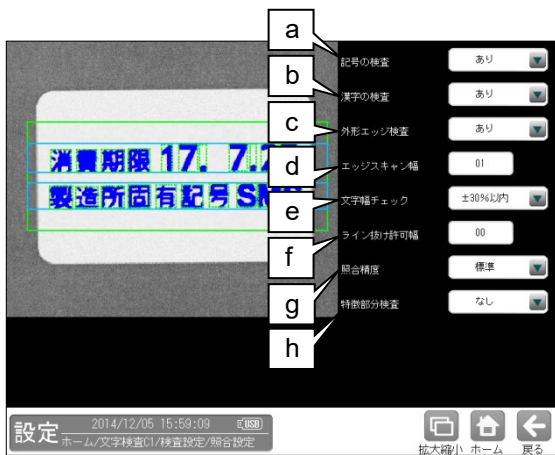 a
記号の検査 あり
b
漢字の検査 あり
c
外形エッジ検査 あり
d
エッジスキャン幅 01
e
文字幅チェック ±30%以内
f
ライン抜け許可幅 00
g
照合精度 標準
h
特徴部分検査 なし
消費期限 17. 7.2
製造所固有記号SM
設定
2014/12/05 15:59:09 USB
ホーム/文字検査C1/検査設定/照合設定
拡大縮小 ホーム 戻る